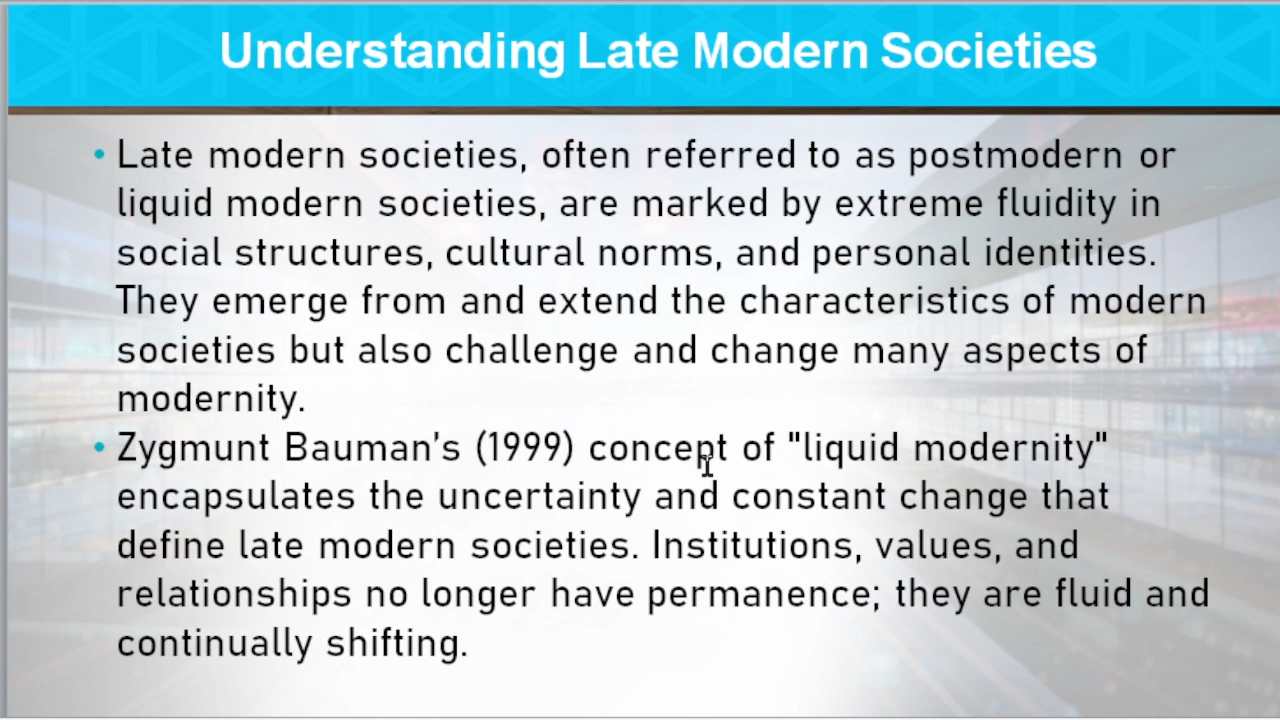 Understanding Late Modern Societies
• Late modern societies, often referred to as postmodern or
liquid modern societies, are marked by extreme fluidity in
social structures, cultural norms, and personal identities.
They emerge from and extend the characteristics of modern
societies but also challenge and change many aspects of
modernity.
• Zygmunt Bauman's (1999) concept of "liquid modernity"
encapsulates the uncertainty and constant change that
define late modern societies. Institutions, values, and
relationships no longer have permanence; they are fluid and
continually shifting.